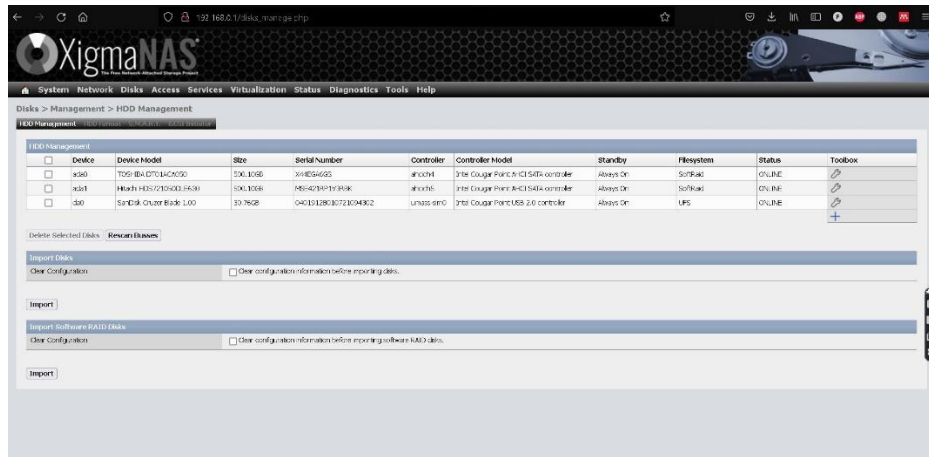 192.168.0.1/disks_manage.php
XigmaNAS
The Free Network-Attached Storage Project
System Network Disks Access Services Virtualization Status Diagnostics Tools Help
Disks > Management > HDD Management
HDD Management HDD Format S.M.A.R.T.
HDD Management
Device Device Model Size Serial Number Controller Controller Model Standby Filesystem Status Toolbox
ada0 TOSHIBA DT01ACA050 500.10GB ahcich4 Intel Cougar Point AHCI SATA controller Always On SoftRaid ONLINE
ada1 Hitachi 500.10GB ahcich5 Intel Cougar Point AHCI SATA controller Always On SoftRaid ONLINE
da0 SanDisk Cruzer Blade 1.00 30.76GB 04019128010721094302 umass-sim0 Intel Cougar Point USB 2.0 controller Always On UFS ONLINE
Delete Selected Disks Rescan Busses
Import Disks
Clear Configuration Clear configuration information before importing disks.
Import
Import Software RAID Disks
Clear Configuration Clear configuration information before importing software RAID disks.
Import